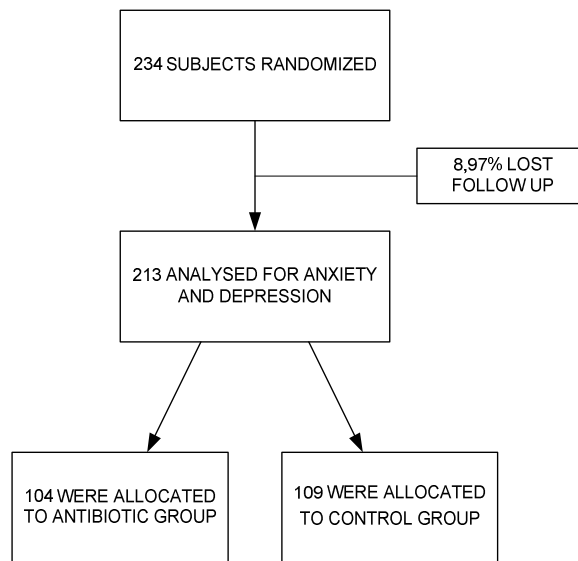 234 SUBJECTS RANDOMIZED
8,97% LOST
FOLLOW UP
213 ANALYSED FOR ANXIETY
AND DEPRESSION
104 WERE ALLOCATED
TO ANTIBIOTIC GROUP
109 WERE ALLOCATED
TO CONTROL GROUP